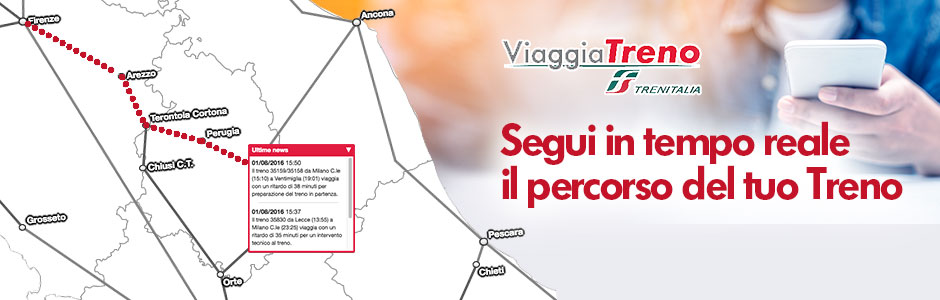 Firenze
Ancona
Arezzo
Terontola Cortona
Perugia
Chiusi C.T.
Grosseto
Orte
Pescara
Chieti
Ultime news
01/08/2016 15:50
Il treno 35159/35158 da Milano C.le
(15:10) a Ventimiglia (19:01) viaggia
con un ritardo di 38 minuti per
preparazione del treno in partenza.
01/08/2016 15:37
Il treno 35830 da Lecce (13:55) a
Milano C.le (23:25) viaggia con un
ritardo di 35 minuti per un intervento
tecnico al treno.
ViaggiaTreno
TRENITALIA
Segui in tempo reale
il percorso del tuo Treno